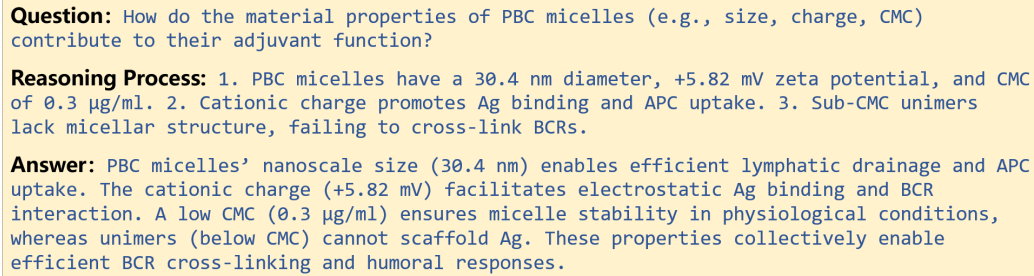 Question: How do the material properties of PBC micelles (e.g., size, charge, CMC)
contribute to their adjuvant function?
Reasoning Process: 1. PBC micelles have a 30.4 nm diameter, +5.82 mV zeta potential, and CMC
of 0.3 μg/ml. 2. Cationic charge promotes Ag binding and APC uptake. 3. Sub-CMC unimers
lack micellar structure, failing to cross-link BCRs.
Answer: PBC micelles’ nanoscale size (30.4 nm) enables efficient lymphatic drainage and APC
uptake. The cationic charge (+5.82 mV) facilitates electrostatic Ag binding and BCR
interaction. A low CMC (0.3 μg/ml) ensures micelle stability in physiological conditions,
whereas unimers (below CMC) cannot scaffold Ag. These properties collectively enable
efficient BCR cross-linking and humoral responses.